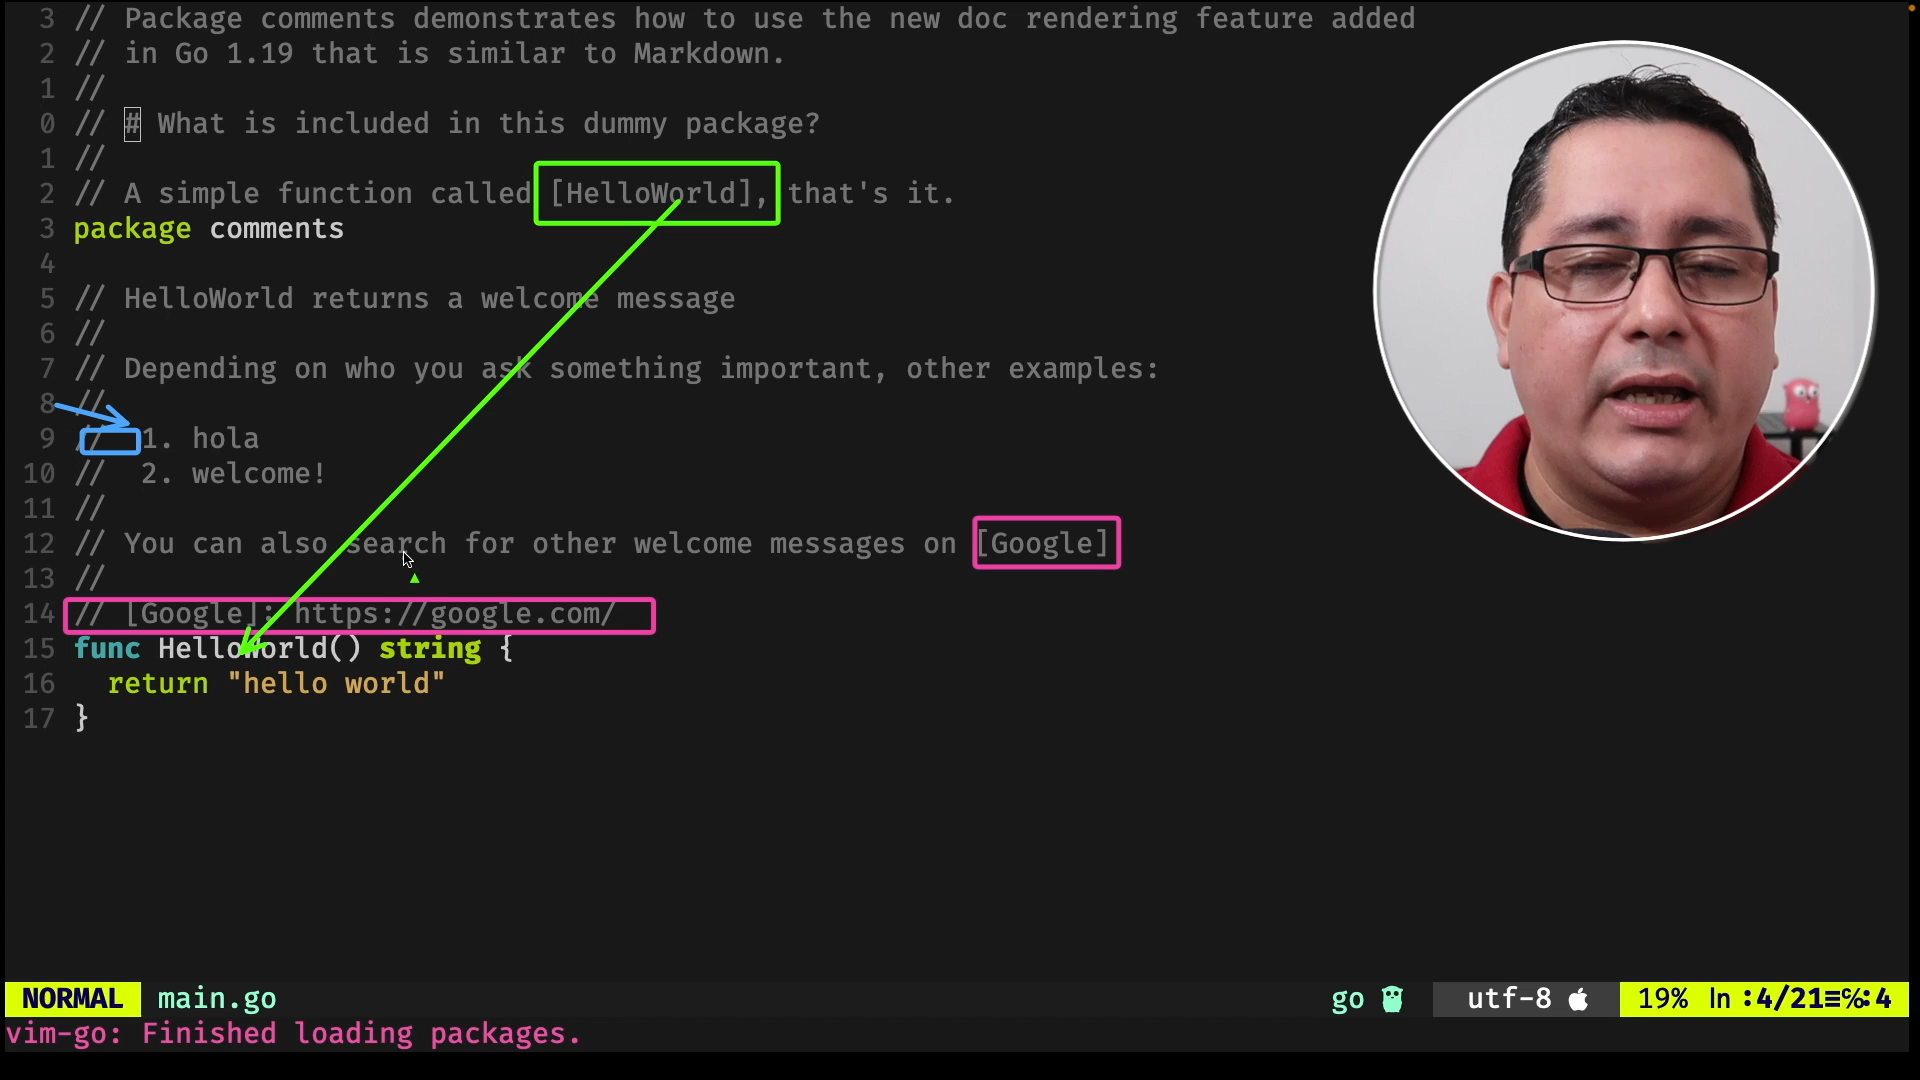 3 // Package comments demonstrates how to use the new doc rendering feature added
2 // in Go 1.19 that is similar to Markdown.
1 //
0 // # What is included in this dummy package?
1 //
2 // A simple function called [HelloWorld], that's it.
3 package comments
4
5 // HelloWorld returns a welcome message
6 //
7 // Depending on who you ask something important, other examples:
8 //
9 //  1. hola
10 //  2. welcome!
11 //
12 // You can also search for other welcome messages on [Google]
13 //
14 // [Google]: https://google.com/
15 func HelloWorld() string {
16   return "hello world"
17 }
NORMAL main.go go utf-8 19% ln :4/21≡℅:4
vim-go: Finished loading packages.